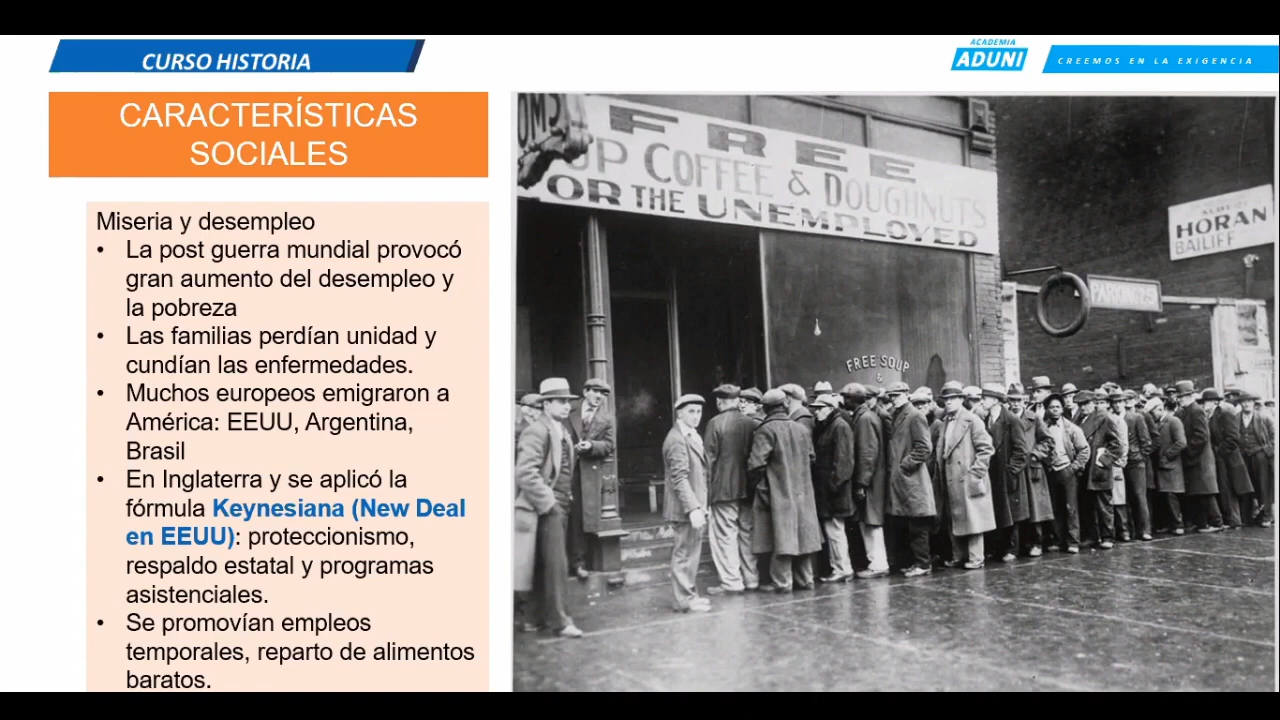 CURSO HISTORIA
ACADEMIA
ADUNI
CREEMOS EN LA EXIGENCIA
CARACTERÍSTICAS
SOCIALES
Miseria y desempleo
• La post guerra mundial provocó
gran aumento del desempleo y
la pobreza
• Las familias perdían unidad y
cundían las enfermedades.
• Muchos europeos emigraron a
América: EEUU, Argentina,
Brasil
• En Inglaterra y se aplicó la
fórmula Keynesiana (New Deal
en EEUU): proteccionismo,
respaldo estatal y programas
asistenciales.
• Se promovían empleos
temporales, reparto de alimentos
baratos.
FREE
UP COFFEE & DOUGHNUTS
OR THE UNEMPLOYED
FREE SOUP
&
HORAN
BAILIFF